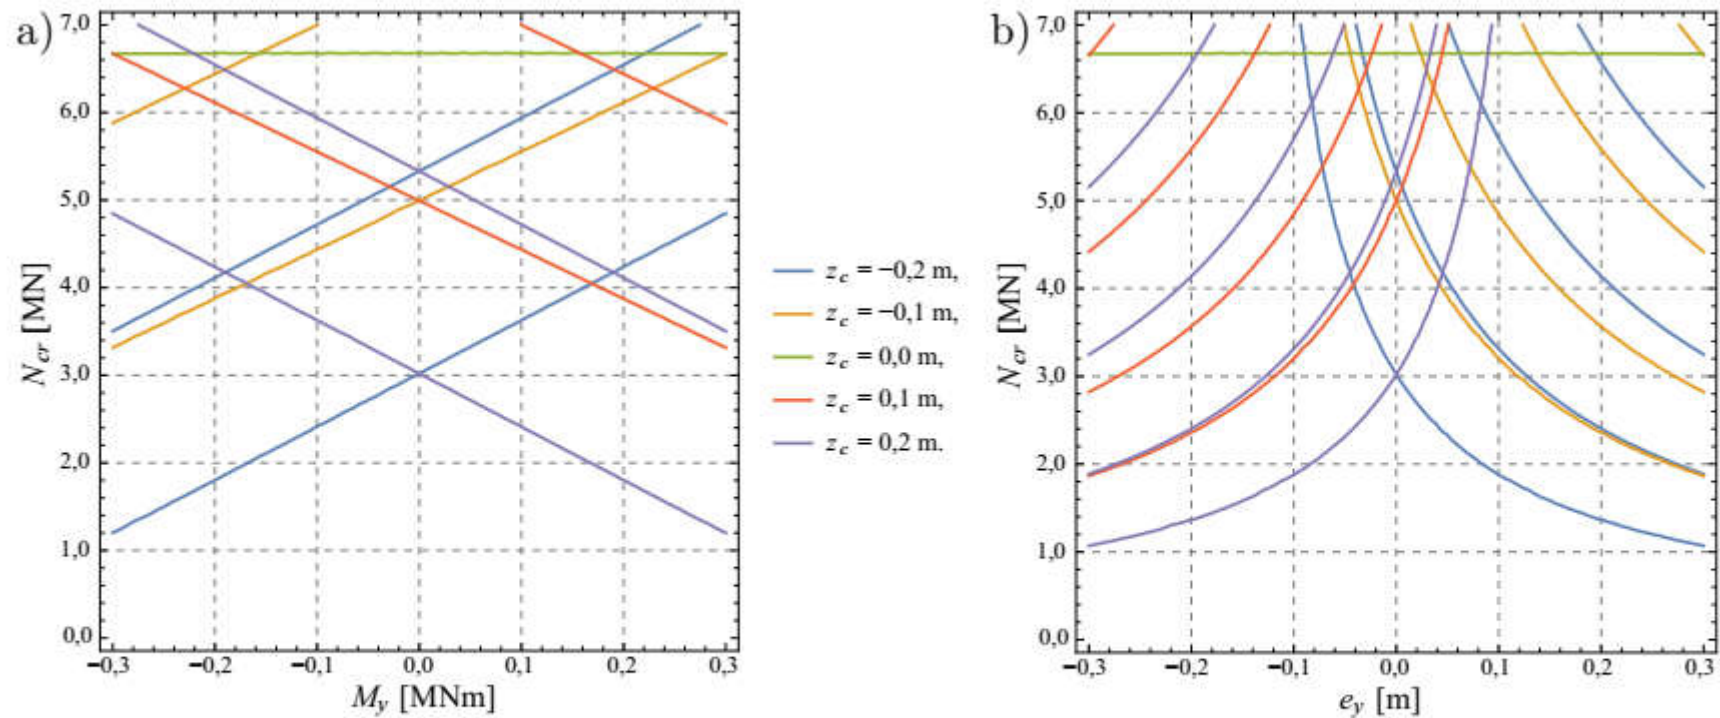 a)
7,0
6,0
5,0
4,0
3,0
2,0
1,0
0,0
N_cr [MN]
−0,3 −0,2 −0,1 0,0 0,1 0,2 0,3
M_y [MNm]
z_c = −0,2 m,
z_c = −0,1 m,
z_c = 0,0 m,
z_c = 0,1 m,
z_c = 0,2 m.
b)
7,0
6,0
5,0
4,0
3,0
2,0
1,0
0,0
N_cr [MN]
−0,3 −0,2 −0,1 0,0 0,1 0,2 0,3
e_y [m]